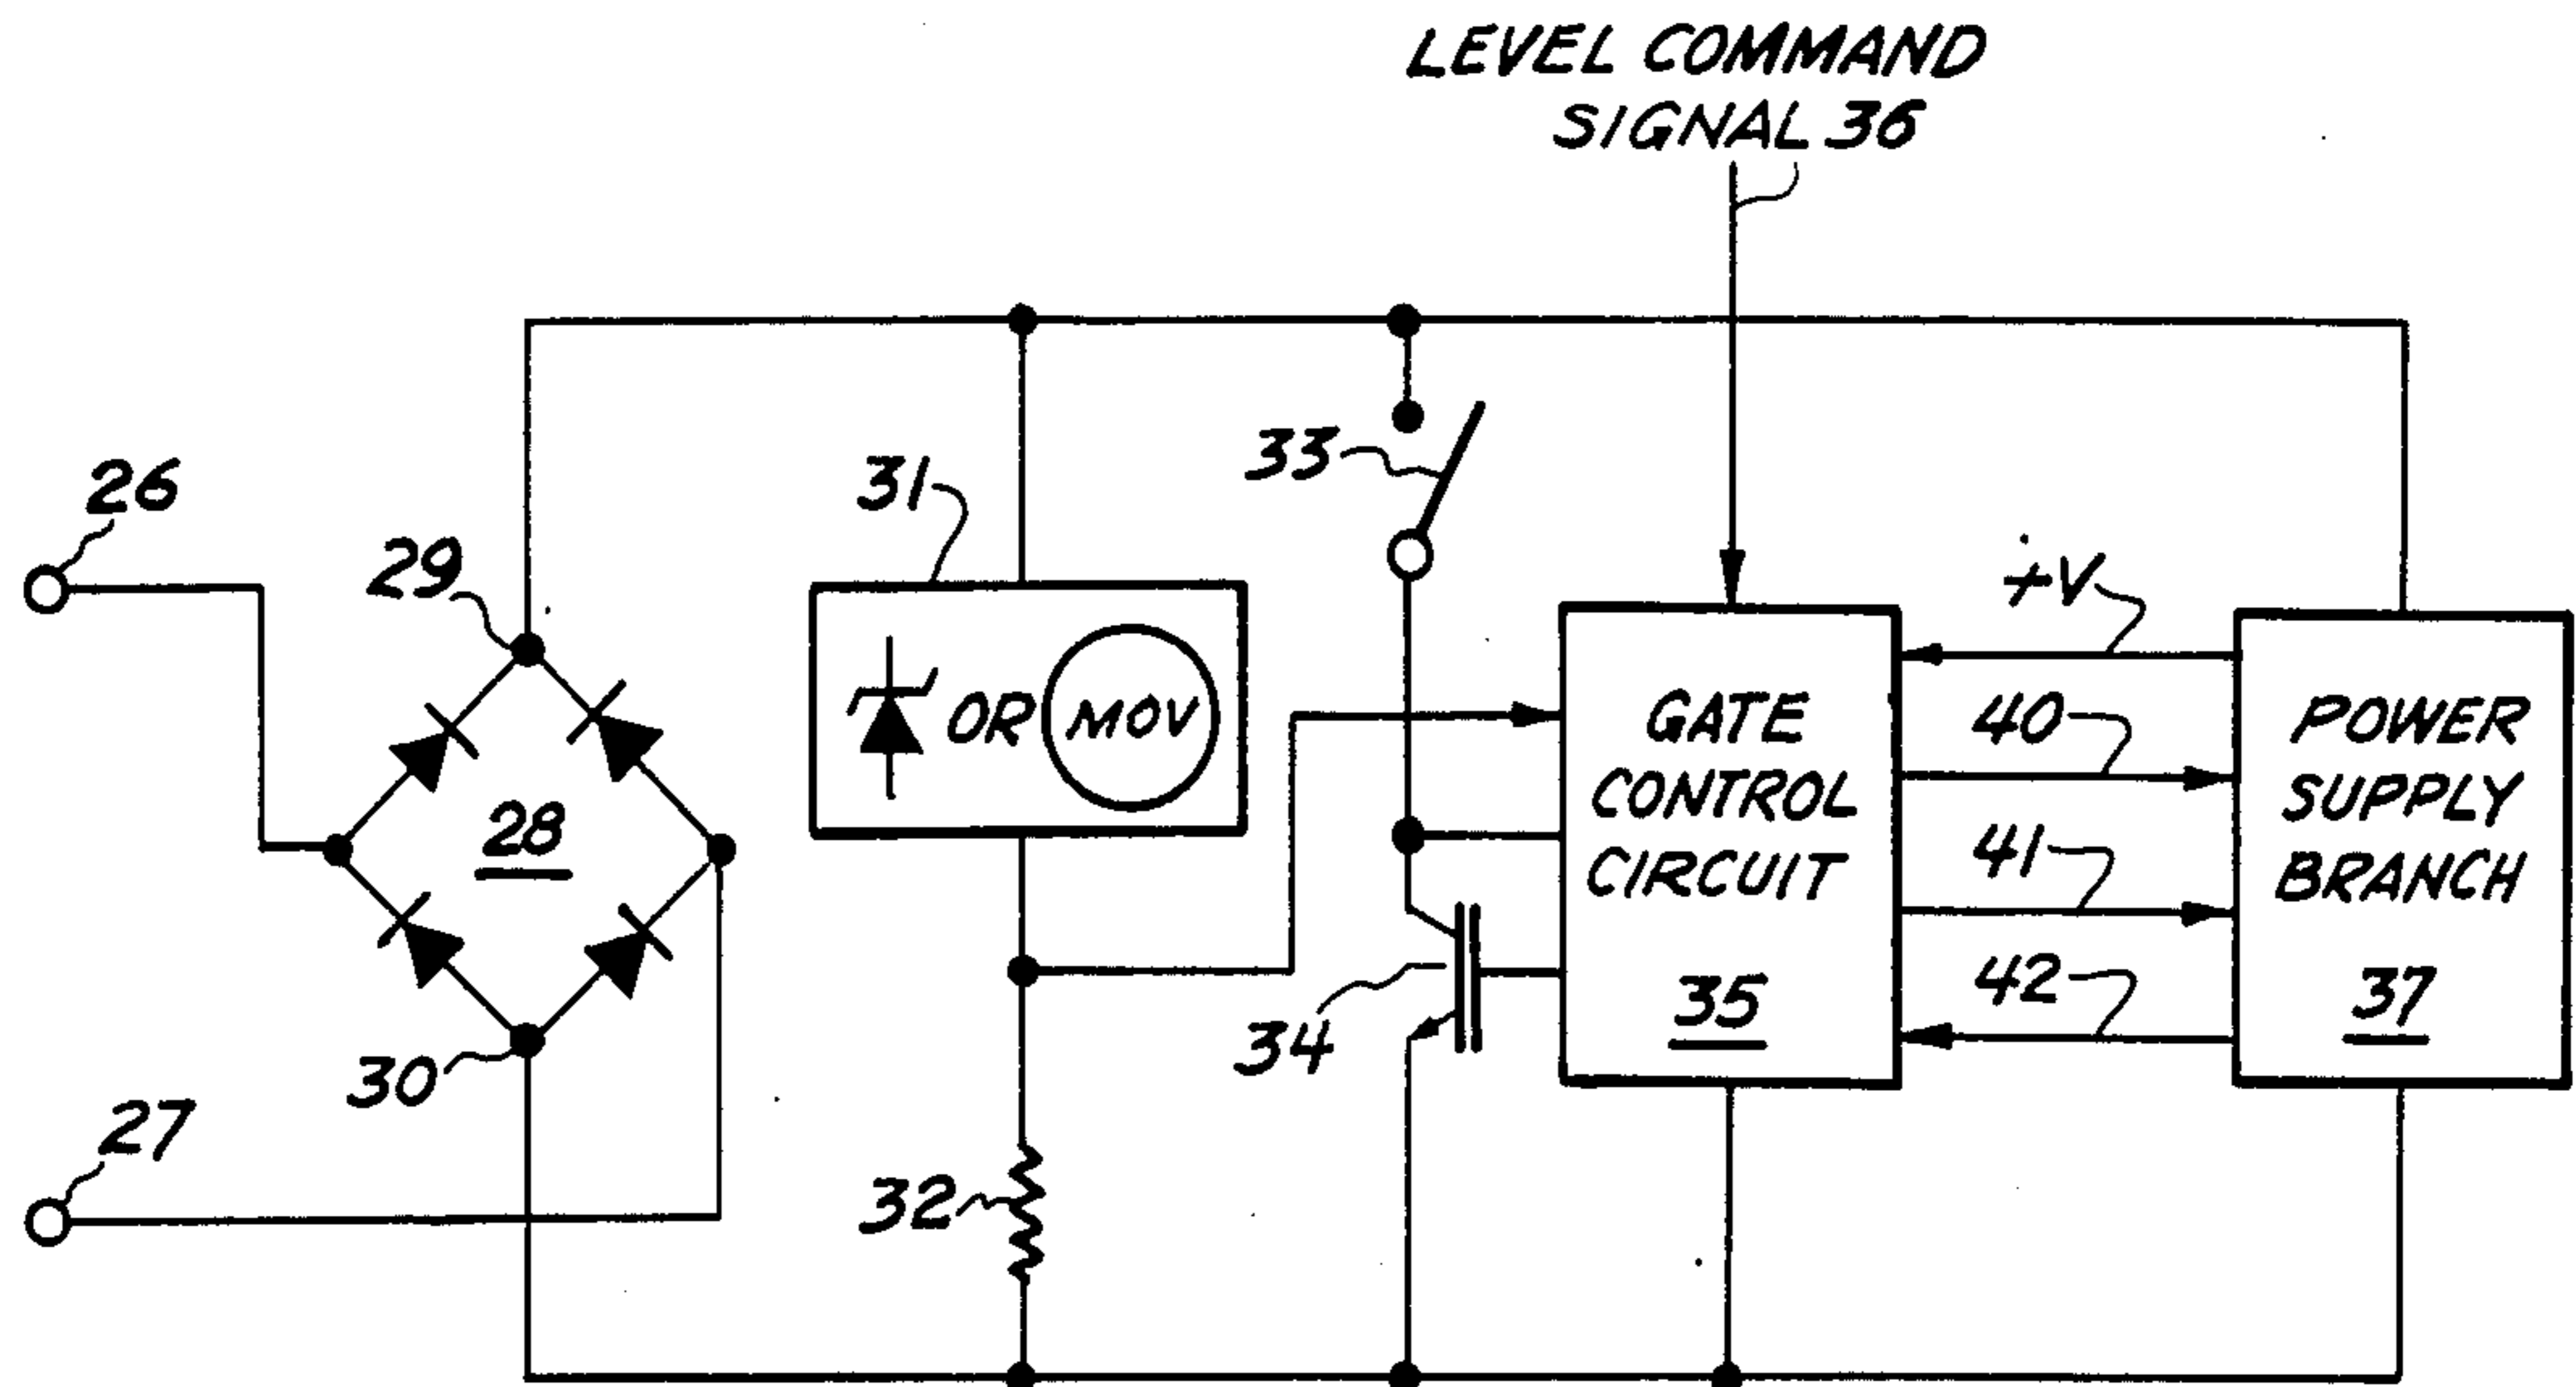 LEVEL COMMAND
SIGNAL 36
26
29
31
33
+V
28
OR
MOV
GATE
CONTROL
CIRCUIT
35
40
41
42
POWER
SUPPLY
BRANCH
37
30
34
27
32